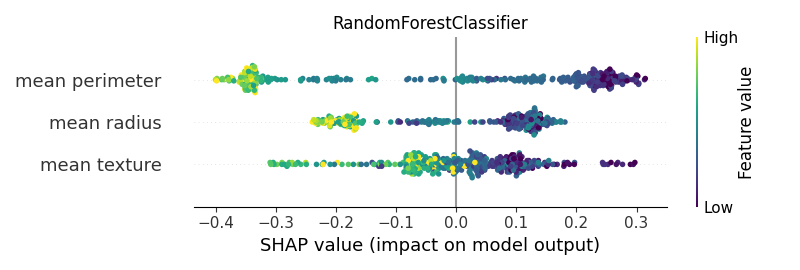 RandomForestClassifier
High
mean perimeter
mean radius
mean texture
Feature value
Low
−0.4 −0.3 −0.2 −0.1 0.0 0.1 0.2 0.3
SHAP value (impact on model output)